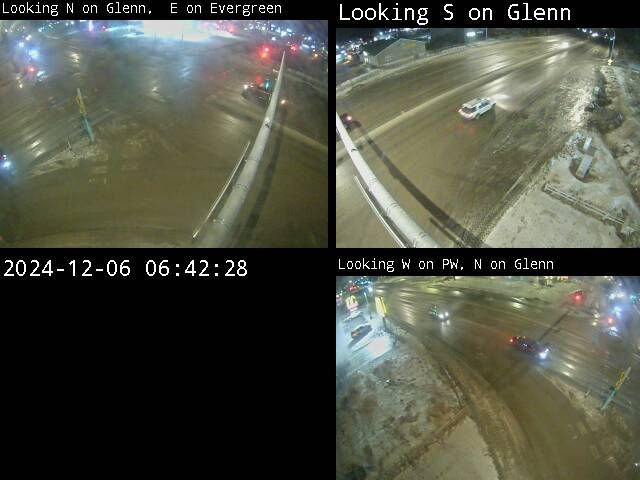 Looking N on Glenn,  E on Evergreen
Looking S on Glenn
2024-12-06 06:42:28
Looking W on PW, N on Glenn